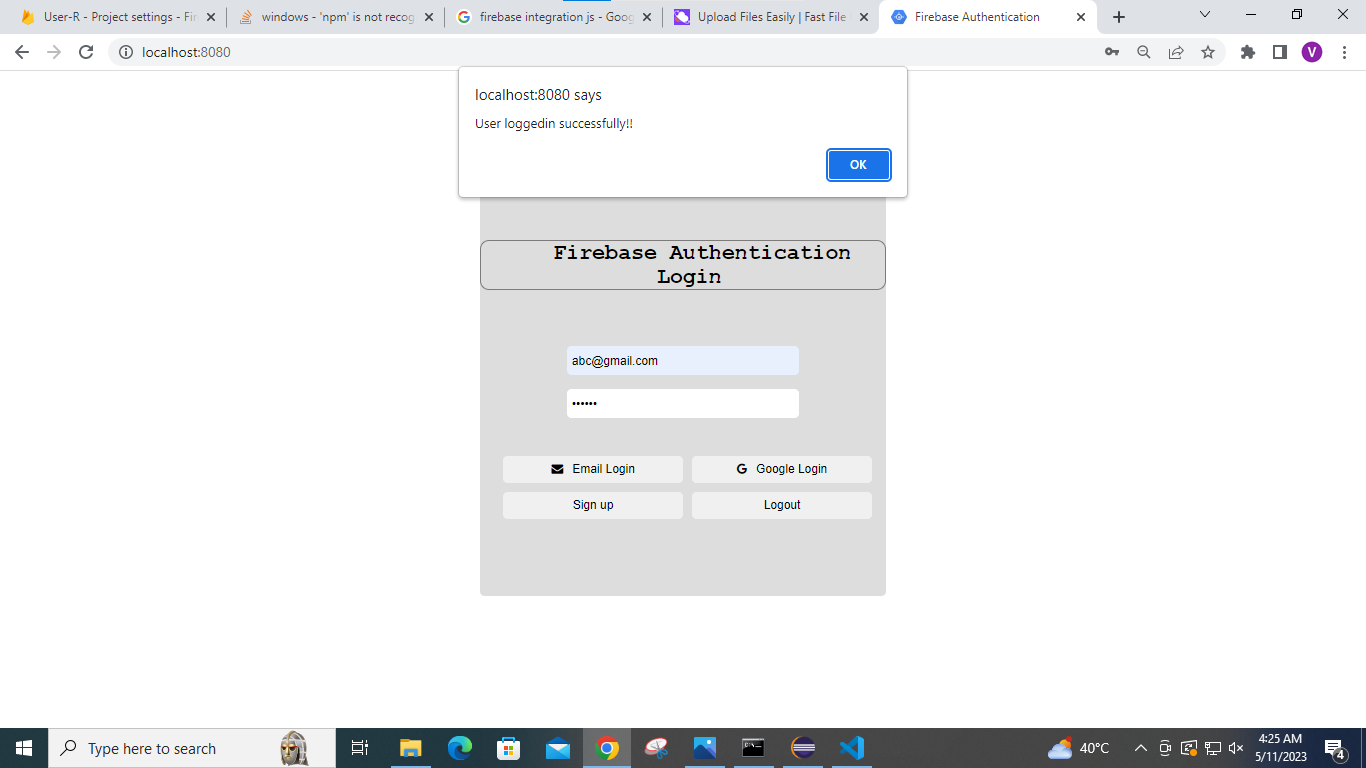 User-R - Project settings - Fir
windows - 'npm' is not recog
firebase integration js - Goog
Upload Files Easily | Fast File
Firebase Authentication
localhost:8080
V
localhost:8080 says
User loggedin successfully!!
OK
Firebase Authentication
Login
abc@gmail.com
••••••
Email Login
G Google Login
Sign up
Logout
Type here to search
40°C
4:25 AM
5/11/2023
4